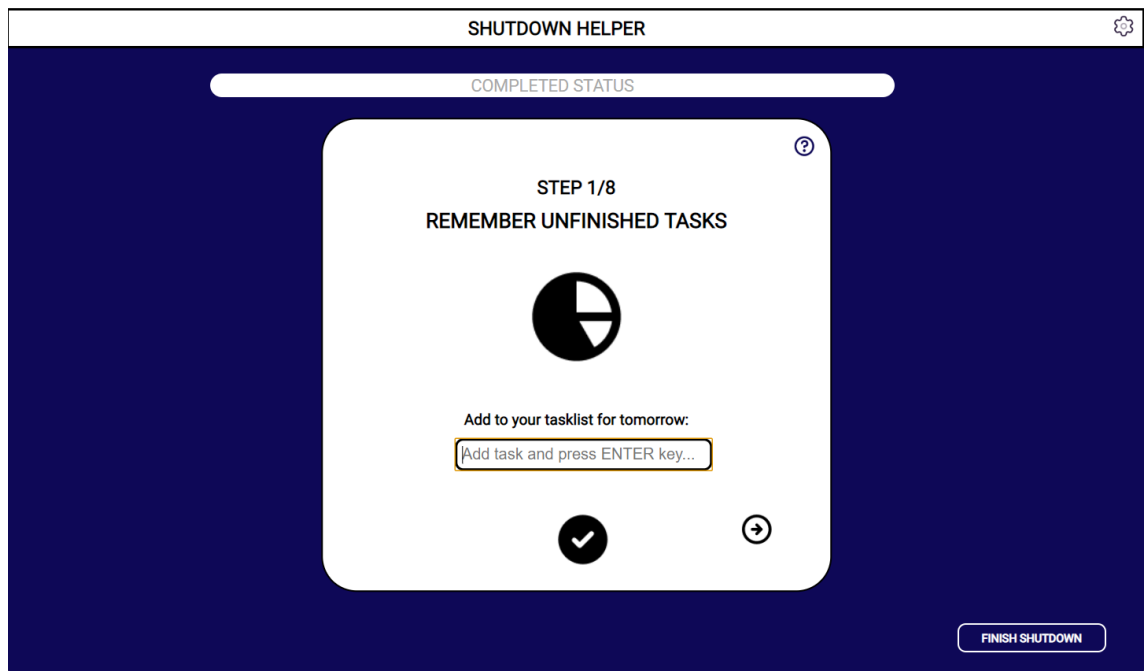 SHUTDOWN HELPER
COMPLETED STATUS
STEP 1/8
REMEMBER UNFINISHED TASKS
Add to your tasklist for tomorrow:
Add task and press ENTER key...
FINISH SHUTDOWN